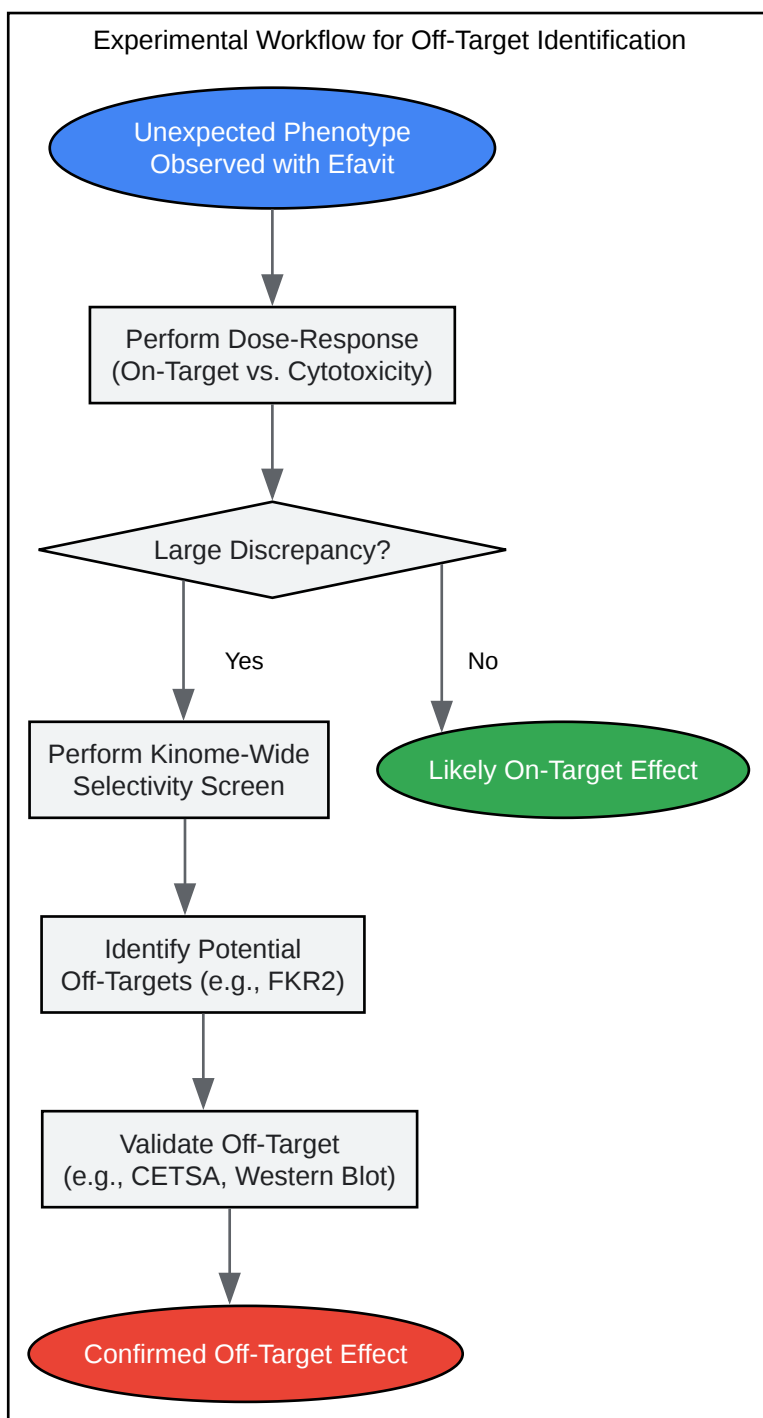 Experimental Workflow for Off-Target Identification
Unexpected Phenotype
Observed with Efavit
Perform Dose-Response
(On-Target vs. Cytotoxicity)
Large Discrepancy?
Yes
No
Perform Kinome-Wide
Selectivity Screen
Likely On-Target Effect
Identify Potential
Off-Targets (e.g., FKR2)
Validate Off-Target
(e.g., CETSA, Western Blot)
Confirmed Off-Target Effect